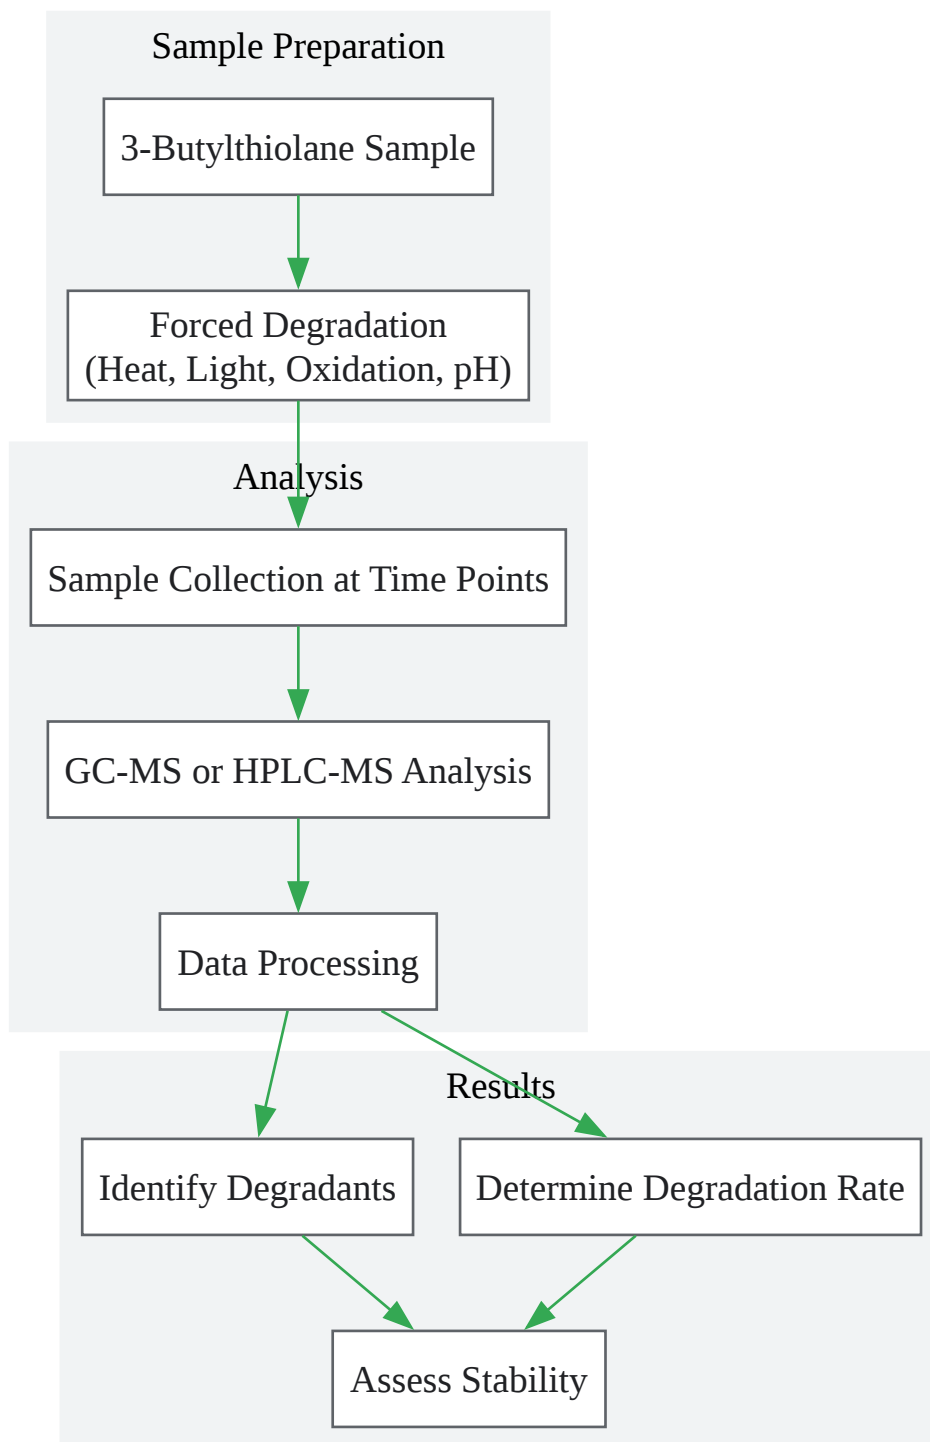 Sample Preparation
3-Butylthiolane Sample
Forced Degradation
(Heat, Light, Oxidation, pH)
Analysis
Sample Collection at Time Points
GC-MS or HPLC-MS Analysis
Data Processing
Results
Identify Degradants
Determine Degradation Rate
Assess Stability